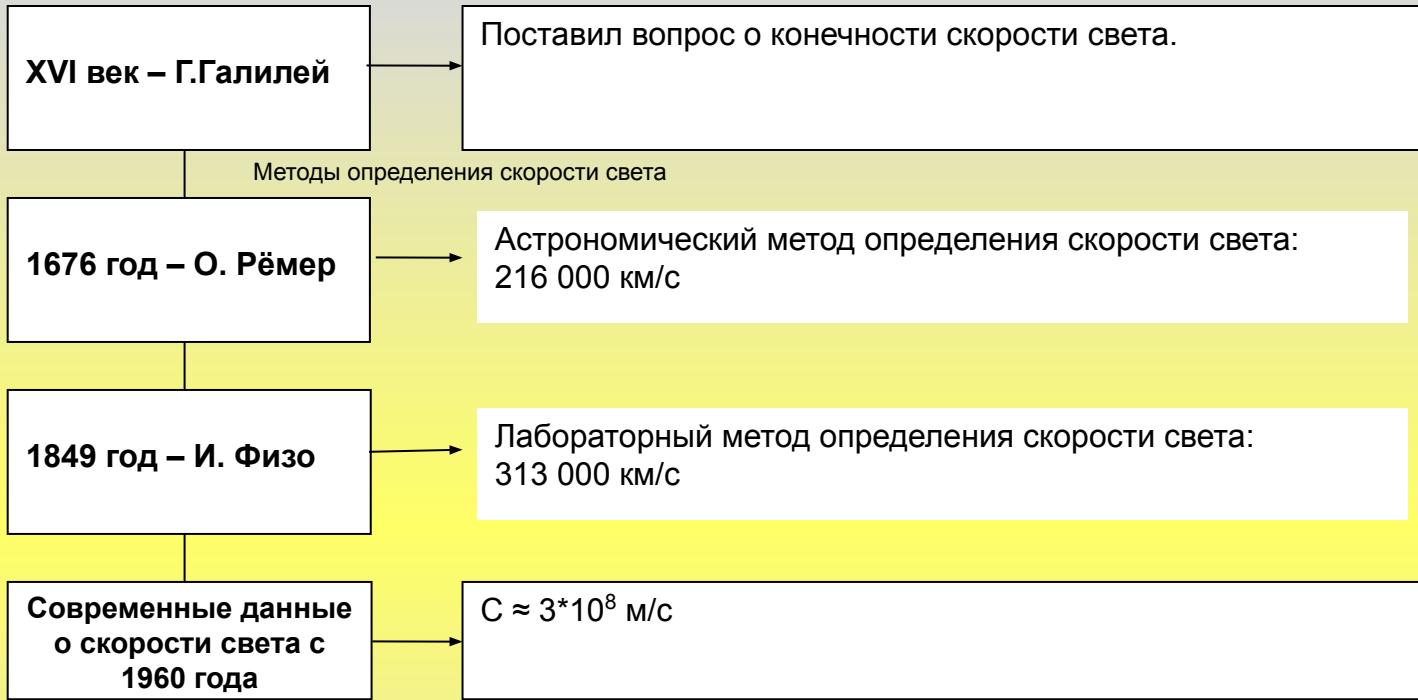 XVI век – Г.Галилей
Поставил вопрос о конечности скорости света.
Методы определения скорости света
1676 год – О. Рёмер
Астрономический метод определения скорости света:
216 000 км/с
1849 год – И. Физо
Лабораторный метод определения скорости света:
313 000 км/с
Современные данные
о скорости света с
1960 года
С ≈ 3*10⁸ м/с